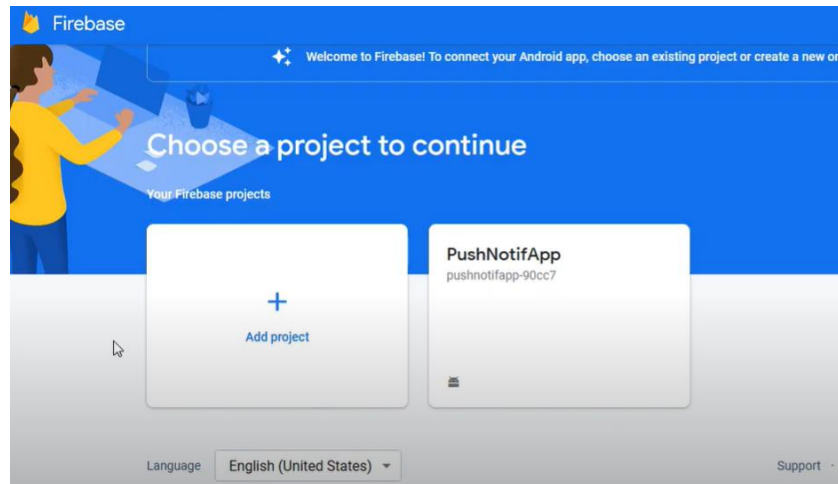 Firebase
Welcome to Firebase! To connect your Android app, choose an existing project or create a new
Choose a project to continue
Your Firebase projects
PushNotifApp
pushnotifapp-90cc7
+
Add project
Language English (United States) Support